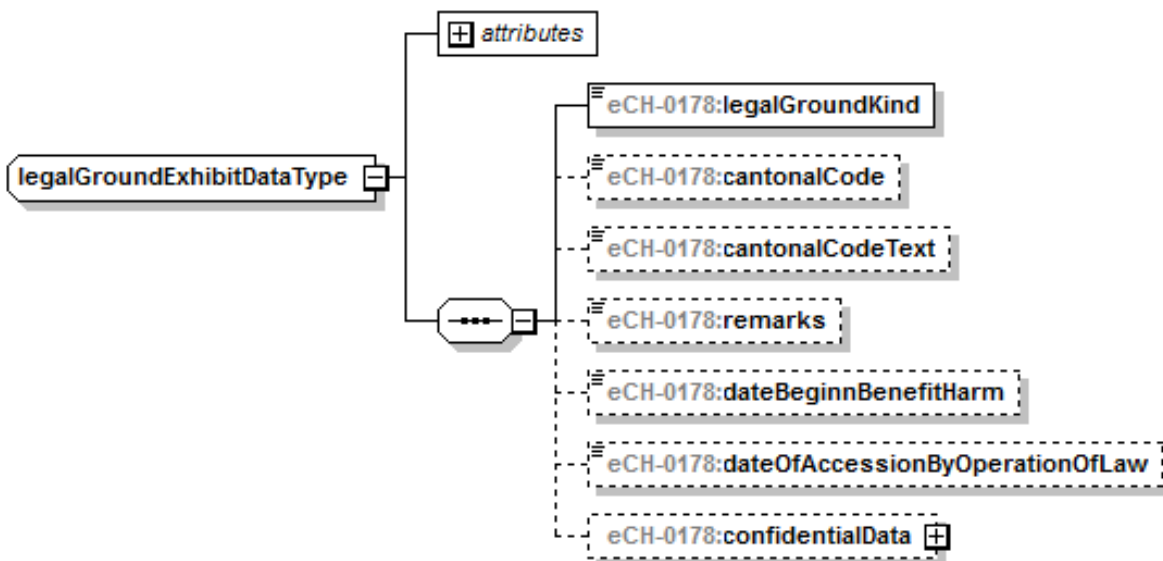 attributes
eCH-0178:legalGroundKind
legalGroundExhibitDataType
eCH-0178:cantonalCode
eCH-0178:cantonalCodeText
eCH-0178:remarks
eCH-0178:dateBeginnBenefitHarm
eCH-0178:dateOfAccessionByOperationOfLaw
eCH-0178:confidentialData